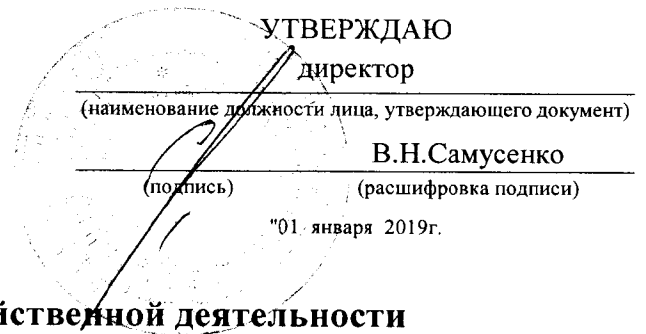 УТВЕРЖДАЮ
директор
(наименование должности лица, утверждающего документ)
В.Н.Самусенко
(подпись) (расшифровка подписи)
"01 января 2019г.
йственной деятельности